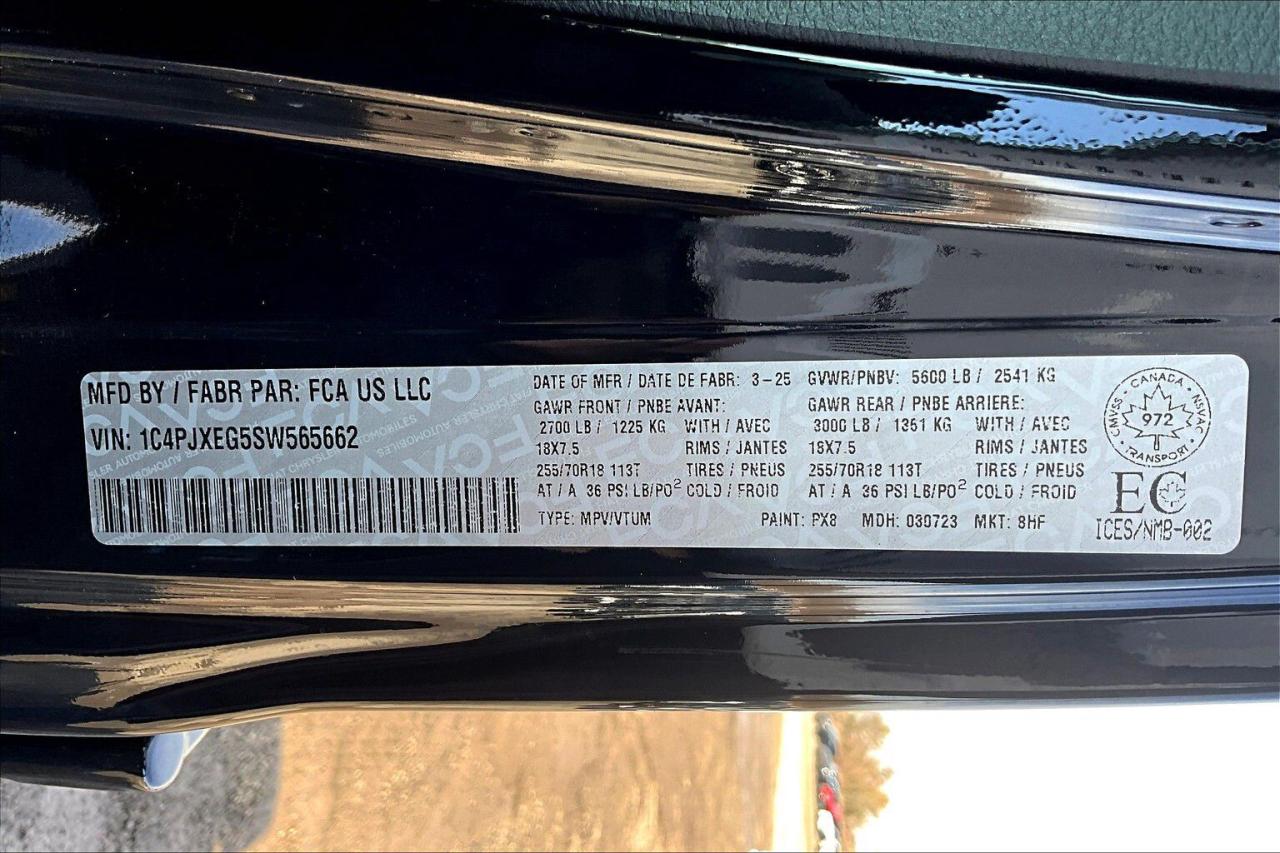 MFD BY / FABR PAR: FCA US LLC
VIN: 1C4PJXEG5SW565662
DATE OF MFR / DATE DE FABR: 3-25 GVWR/PNBV: 5600 LB / 2541 KG
GAWR FRONT / PNBE AVANT: GAWR REAR / PNBE ARRIERE:
2700 LB / 1225 KG WITH / AVEC 3000 LB / 1361 KG WITH / AVEC
18X7.5 RIMS / JANTES 18X7.5 RIMS / JANTES
255/70R18 113T TIRES / PNEUS 255/70R18 113T TIRES / PNEUS
AT / A 36 PSI LB/PO² COLD / FROID AT / A 36 PSI LB/PO² COLD / FROID
TYPE: MPV/VTUM PAINT: PX8 MDH: 030723 MKT: 8HF
CANADA
CMVSS 972 NSVAC
TRANSPORT
EC
ICES/NMB-002